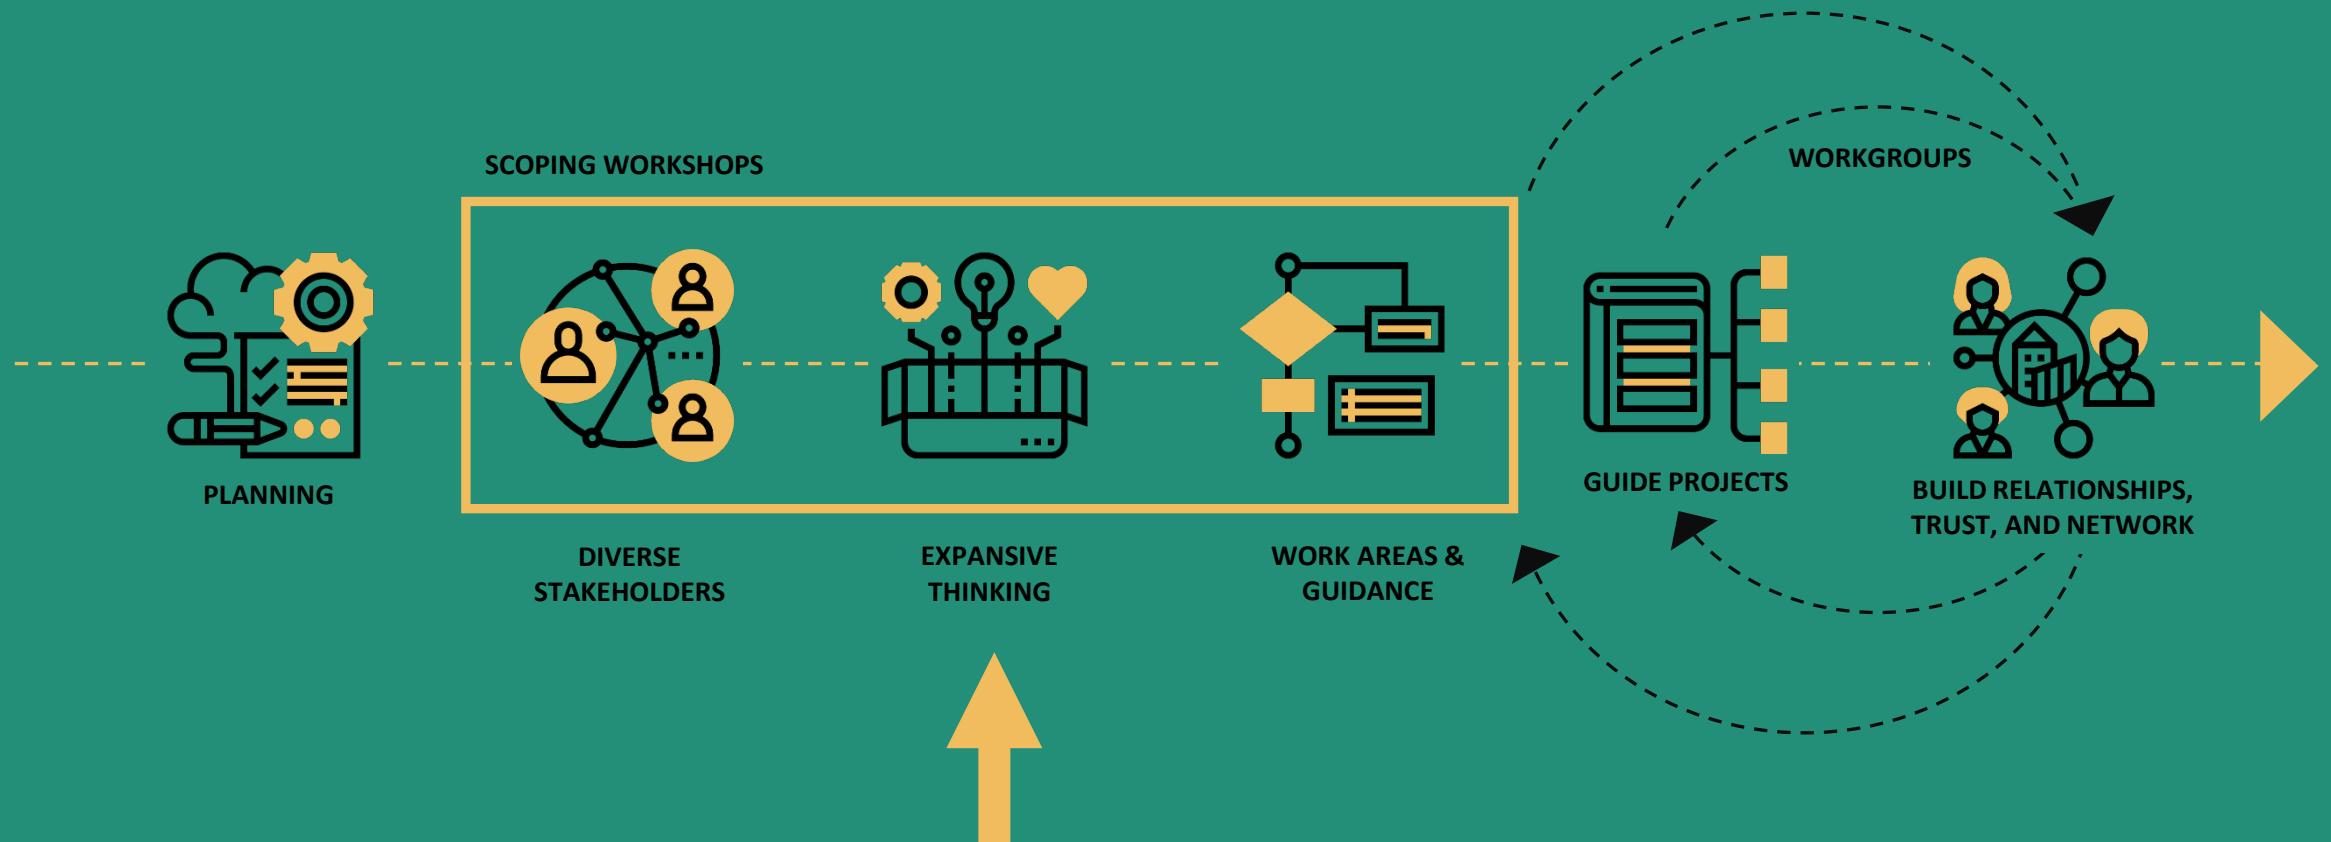 SCOPING WORKSHOPS
WORKGROUPS
PLANNING
DIVERSE
STAKEHOLDERS
EXPANSIVE
THINKING
WORK AREAS &
GUIDANCE
GUIDE PROJECTS
BUILD RELATIONSHIPS,
TRUST, AND NETWORK